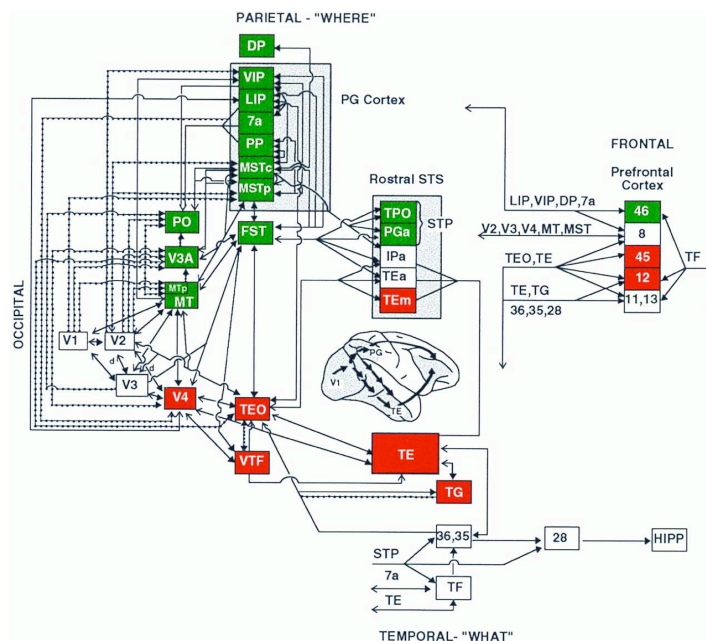 PARIETAL - "WHERE"
DP
VIP
LIP
7a
PP
MSTc
MSTp
PG Cortex
FRONTAL
Prefrontal
Cortex
46
8
45
12
11,13
LIP,VIP,DP,7a
V2,V3,V4,MT,MST
TEO,TE
TE,TG
36,35,28
TF
Rostral STS
TPO
PGa
IPa
TEa
TEm
STP
PO
FST
V3A
MTp
MT
OCCIPITAL
V1
V2
d
d
V3
V4
TEO
VTF
PG
V1
TE
TE
TG
36,35
28
HIPP
STP
7a
TF
TE
TEMPORAL- "WHAT"